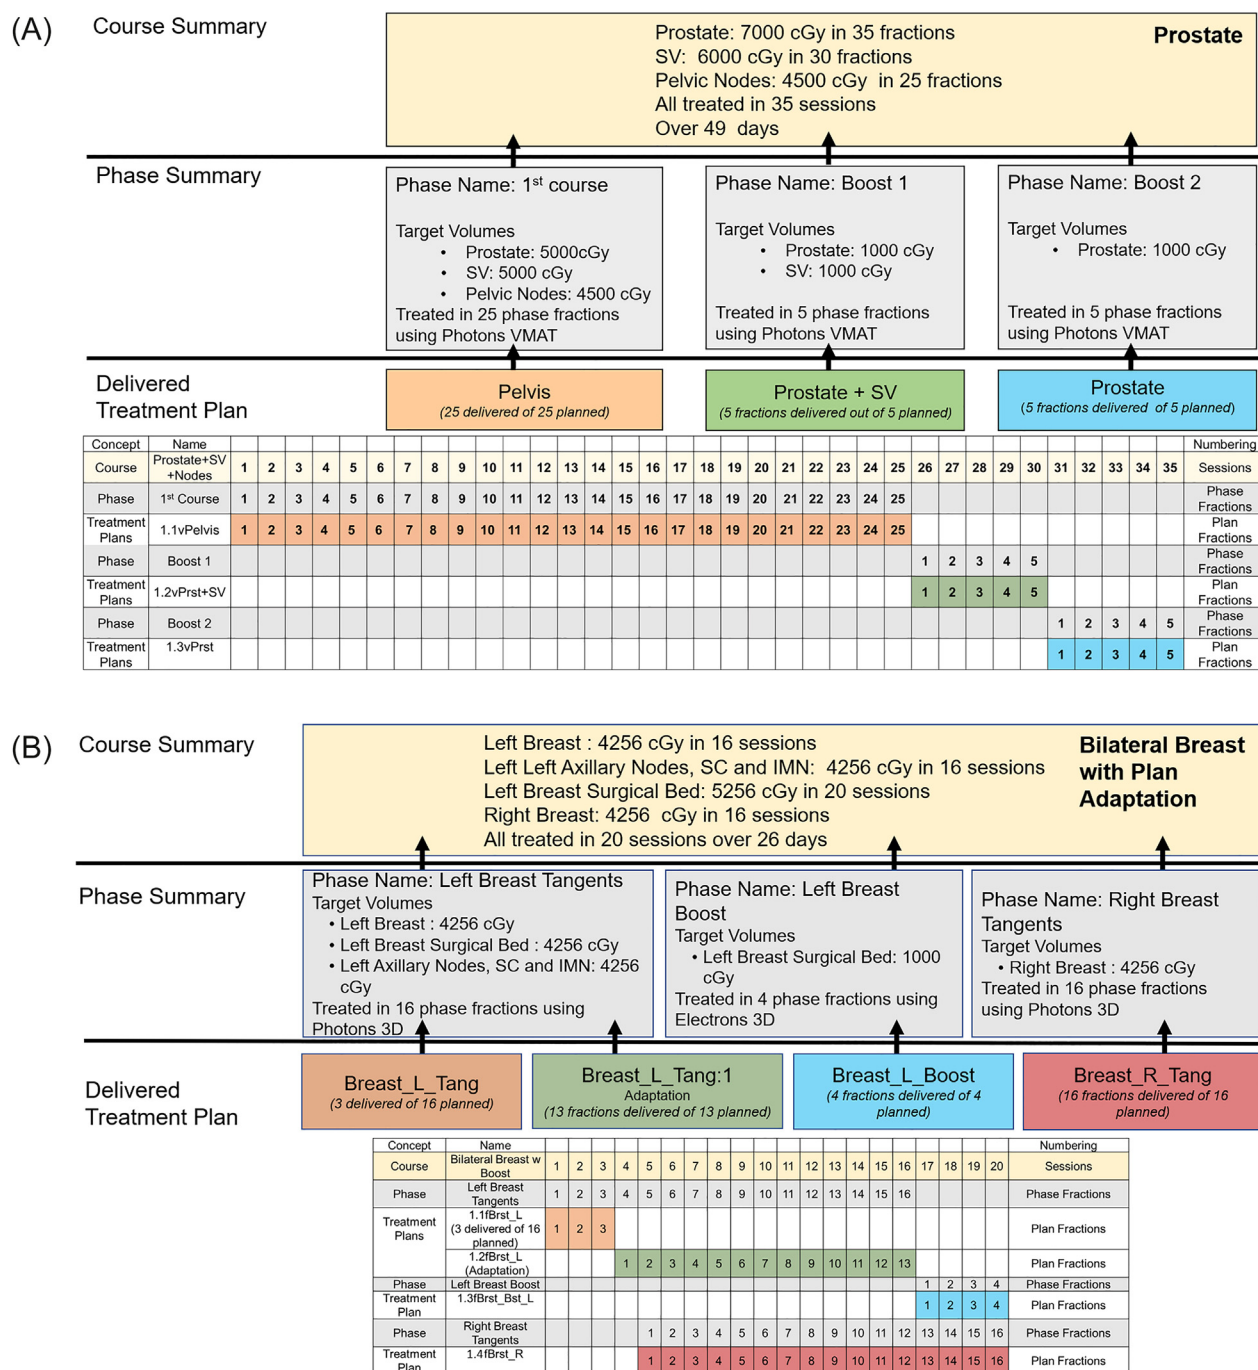 (A)
Course Summary
Prostate: 7000 cGy in 35 fractions
SV: 6000 cGy in 30 fractions
Pelvic Nodes: 4500 cGy in 25 fractions
All treated in 35 sessions
Over 49 days
Prostate
Phase Summary
Phase Name: 1st course
Target Volumes
• Prostate: 5000cGy
• SV: 5000 cGy
• Pelvic Nodes: 4500 cGy
Treated in 25 phase fractions
using Photons VMAT
Phase Name: Boost 1
Target Volumes
• Prostate: 1000 cGy
• SV: 1000 cGy
Treated in 5 phase fractions
using Photons VMAT
Phase Name: Boost 2
Target Volumes
• Prostate: 1000 cGy
Treated in 5 phase fractions
using Photons VMAT
Delivered
Treatment Plan
Pelvis
(25 delivered of 25 planned)
Prostate + SV
(5 fractions delivered out of 5 planned)
Prostate
(5 fractions delivered of 5 planned)
Concept Name Numbering
Course Prostate+SV +Nodes 1 2 3 4 5 6 7 8 9 10 11 12 13 14 15 16 17 18 19 20 21 22 23 24 25 26 27 28 29 30 31 32 33 34 35 Sessions
Phase 1st Course 1 2 3 4 5 6 7 8 9 10 11 12 13 14 15 16 17 18 19 20 21 22 23 24 25 Phase Fractions
Treatment Plans 1.1vPelvis 1 2 3 4 5 6 7 8 9 10 11 12 13 14 15 16 17 18 19 20 21 22 23 24 25 Plan Fractions
Phase Boost 1 1 2 3 4 5 Phase Fractions
Treatment Plans 1.2vPrst+SV 1 2 3 4 5 Plan Fractions
Phase Boost 2 1 2 3 4 5 Phase Fractions
Treatment Plans 1.3vPrst 1 2 3 4 5 Plan Fractions
(B)
Course Summary
Left Breast : 4256 cGy in 16 sessions
Left Left Axillary Nodes, SC and IMN: 4256 cGy in 16 sessions
Left Breast Surgical Bed: 5256 cGy in 20 sessions
Right Breast: 4256 cGy in 16 sessions
All treated in 20 sessions over 26 days
Bilateral Breast
with Plan
Adaptation
Phase Summary
Phase Name: Left Breast Tangents
Target Volumes
• Left Breast : 4256 cGy
• Left Breast Surgical Bed : 4256 cGy
• Left Axillary Nodes, SC and IMN: 4256
cGy
Treated in 16 phase fractions using
Photons 3D
Phase Name: Left Breast
Boost
Target Volumes
• Left Breast Surgical Bed: 1000
cGy
Treated in 4 phase fractions using
Electrons 3D
Phase Name: Right Breast
Tangents
Target Volumes
• Right Breast : 4256 cGy
Treated in 16 phase fractions
using Photons 3D
Delivered
Treatment Plan
Breast_L_Tang
(3 delivered of 16 planned)
Breast_L_Tang:1
Adaptation
(13 fractions delivered of 13 planned)
Breast_L_Boost
(4 fractions delivered of 4
planned)
Breast_R_Tang
(16 fractions delivered of 16
planned)
Concept Name Numbering
Course Bilateral Breast w Boost 1 2 3 4 5 6 7 8 9 10 11 12 13 14 15 16 17 18 19 20 Sessions
Phase Left Breast Tangents 1 2 3 4 5 6 7 8 9 10 11 12 13 14 15 16 Phase Fractions
Treatment Plans 1.1fBrst_L (3 delivered of 16 planned) 1 2 3 Plan Fractions
1.2fBrst_L (Adaptation) 1 2 3 4 5 6 7 8 9 10 11 12 13 Plan Fractions
Phase Left Breast Boost 1 2 3 4 Phase Fractions
Treatment Plan 1.3fBrst_Bst_L 1 2 3 4 Plan Fractions
Phase Right Breast Tangents 1 2 3 4 5 6 7 8 9 10 11 12 13 14 15 16 Phase Fractions
Treatment Plan 1.4fBrst_R 1 2 3 4 5 6 7 8 9 10 11 12 13 14 15 16 Plan Fractions